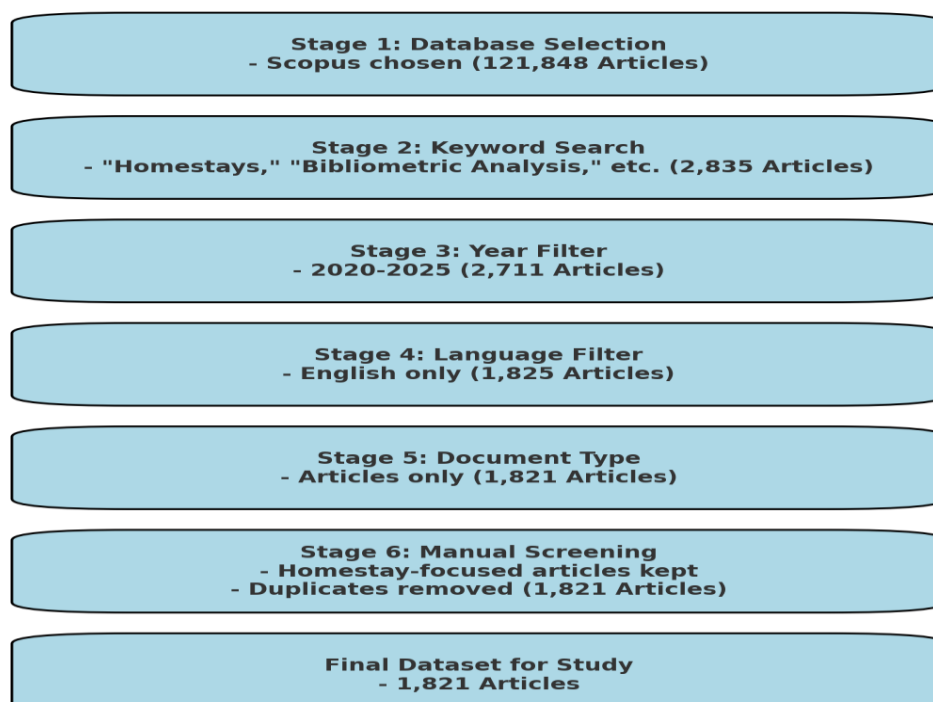 Stage 1: Database Selection
- Scopus chosen (121,848 Articles)
Stage 2: Keyword Search
- "Homestays," "Bibliometric Analysis," etc. (2,835 Articles)
Stage 3: Year Filter
- 2020-2025 (2,711 Articles)
Stage 4: Language Filter
- English only (1,825 Articles)
Stage 5: Document Type
- Articles only (1,821 Articles)
Stage 6: Manual Screening
- Homestay-focused articles kept
- Duplicates removed (1,821 Articles)
Final Dataset for Study
- 1,821 Articles